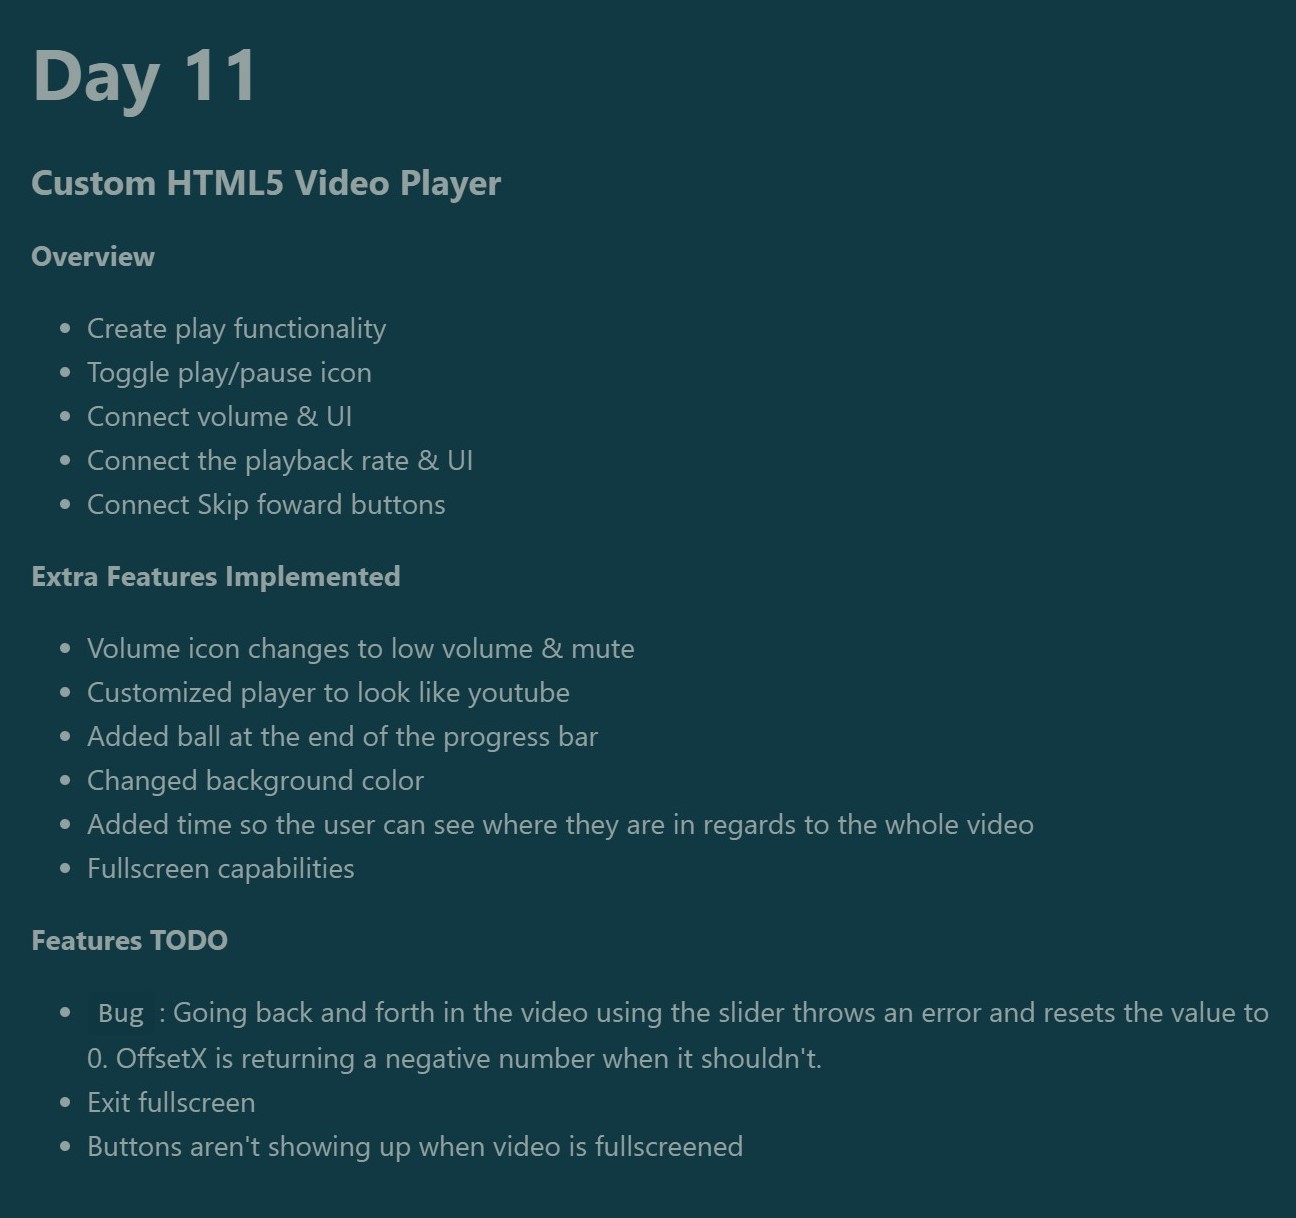 Day 11
Custom HTML5 Video Player
Overview
Create play functionality
Toggle play/pause icon
Connect volume & UI
Connect the playback rate & UI
Connect Skip foward buttons
Extra Features Implemented
Volume icon changes to low volume & mute
Customized player to look like youtube
Added ball at the end of the progress bar
Changed background color
Added time so the user can see where they are in regards to the whole video
Fullscreen capabilities
Features TODO
Bug : Going back and forth in the video using the slider throws an error and resets the value to
0. OffsetX is returning a negative number when it shouldn't.
Exit fullscreen
Buttons aren't showing up when video is fullscreened